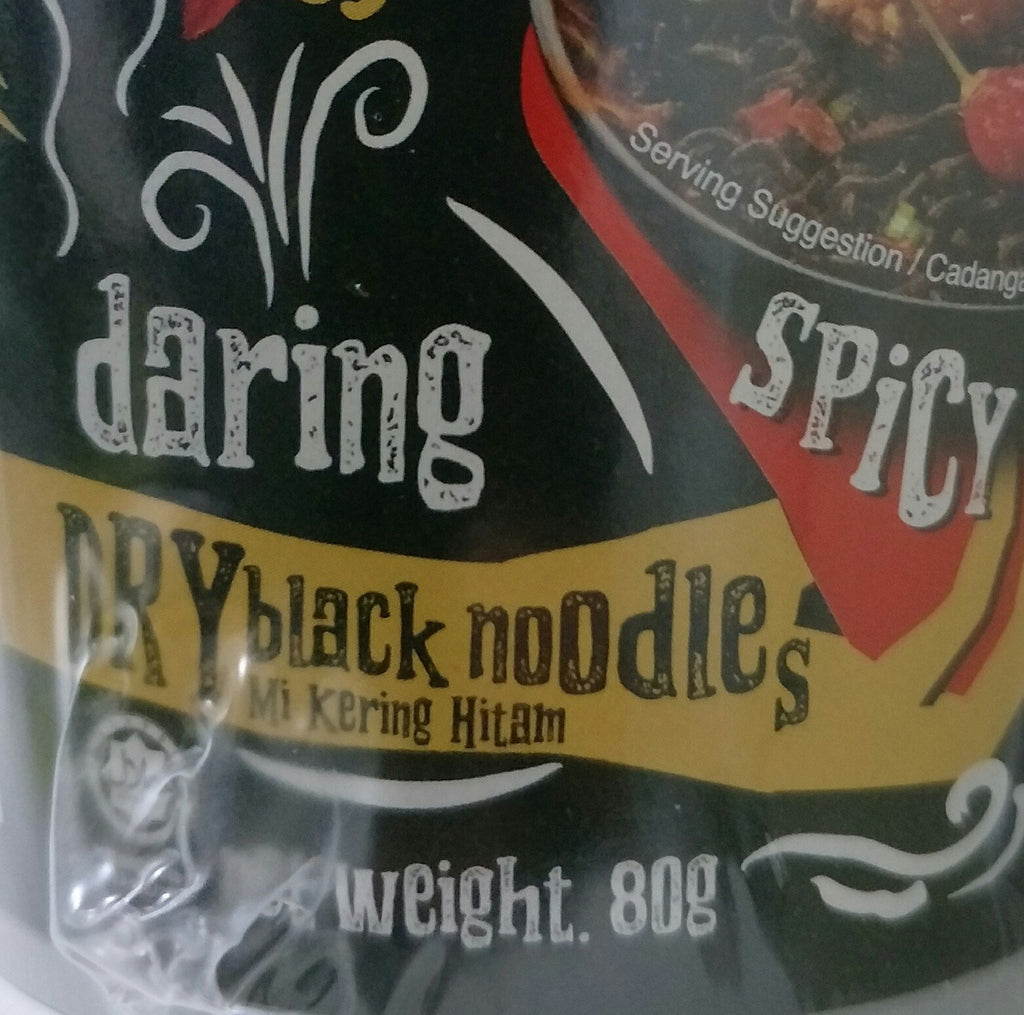 Serving Suggestion / Cadanga
daring
SPiCY
DRY black noodles
Mi Kering Hitam
weight. 80g